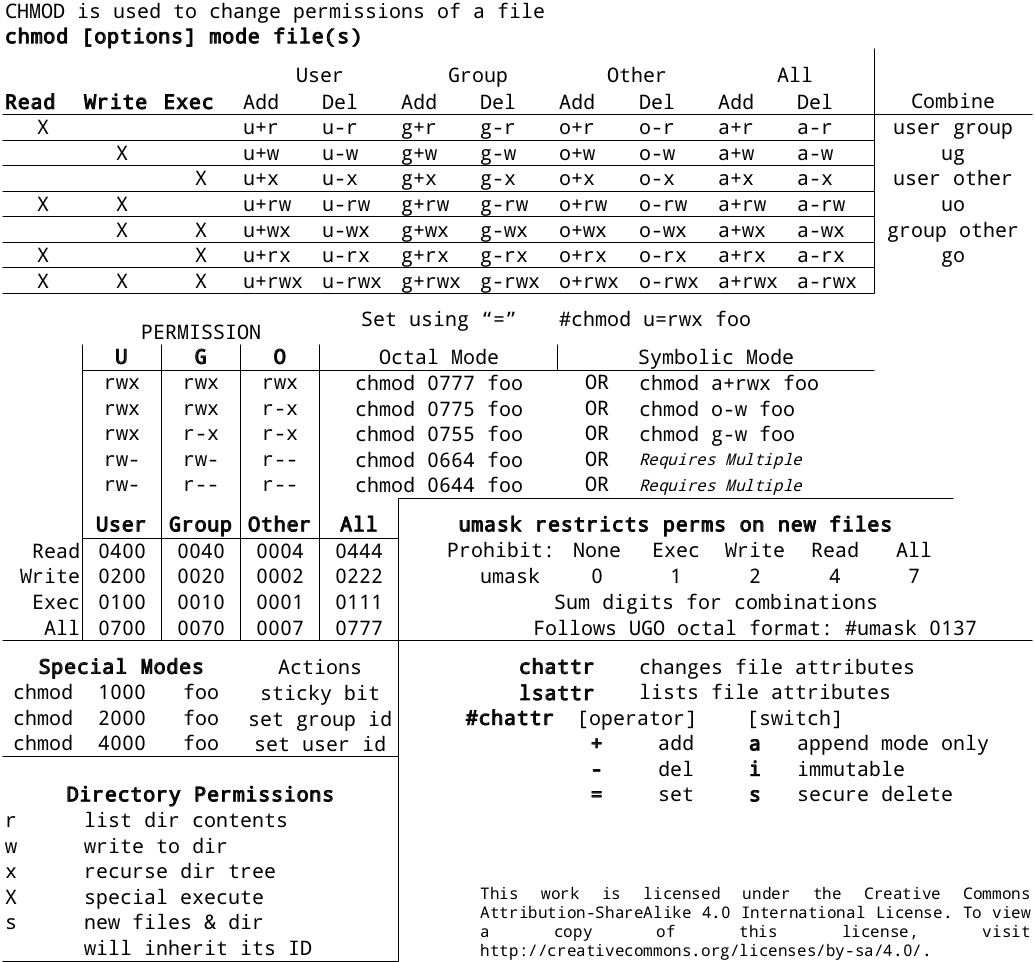 CHMOD is used to change permissions of a file
chmod [options] mode file(s)
User Group Other All
Read Write Exec Add Del Add Del Add Del Add Del Combine
X u+r u-r g+r g-r o+r o-r a+r a-r user group
X u+w u-w g+w g-w o+w o-w a+w a-w ug
X u+x u-x g+x g-x o+x o-x a+x a-x user other
X X u+rw u-rw g+rw g-rw o+rw o-rw a+rw a-rw uo
X X u+wx u-wx g+wx g-wx o+wx o-wx a+wx a-wx group other
X X u+rx u-rx g+rx g-rx o+rx o-rx a+rx a-rx go
X X X u+rwx u-rwx g+rwx g-rwx o+rwx o-rwx a+rwx a-rwx
Set using “=” #chmod u=rwx foo
PERMISSION
U G O Octal Mode Symbolic Mode
rwx rwx rwx chmod 0777 foo OR chmod a+rwx foo
rwx rwx r-x chmod 0775 foo OR chmod o-w foo
rwx r-x r-x chmod 0755 foo OR chmod g-w foo
rw- rw- r-- chmod 0664 foo OR Requires Multiple
rw- r-- r-- chmod 0644 foo OR Requires Multiple
User Group Other All
Read 0400 0040 0004 0444
Write 0200 0020 0002 0222
Exec 0100 0010 0001 0111
All 0700 0070 0007 0777
umask restricts perms on new files
Prohibit: None Exec Write Read All
umask 0 1 2 4 7
Sum digits for combinations
Follows UGO octal format: #umask 0137
Special Modes Actions
chmod 1000 foo sticky bit
chmod 2000 foo set group id
chmod 4000 foo set user id
chattr changes file attributes
lsattr lists file attributes
#chattr [operator] [switch]
+ add a append mode only
- del i immutable
= set s secure delete
Directory Permissions
r list dir contents
w write to dir
x recurse dir tree
X special execute
s new files & dir
will inherit its ID
This work is licensed under the Creative Commons
Attribution-ShareAlike 4.0 International License. To view
a copy of this license, visit
http://creativecommons.org/licenses/by-sa/4.0/.